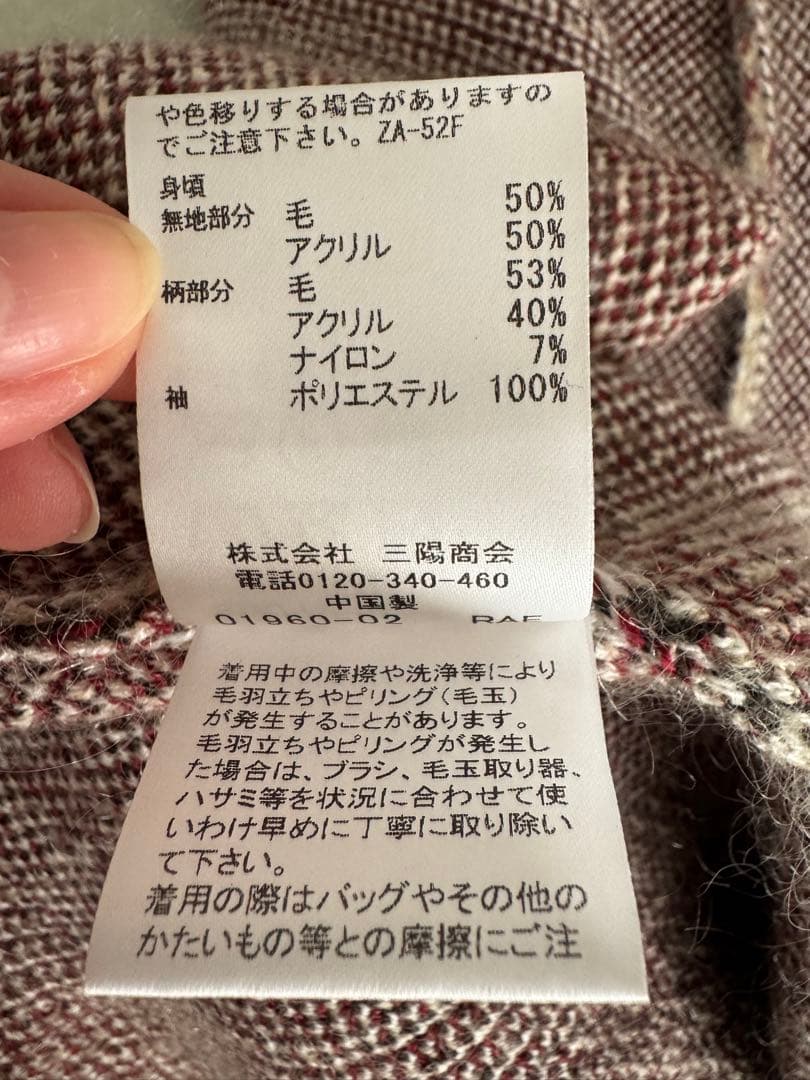 や色移りする場合がありますの
でご注意下さい。ZA-52F
身頃
無地部分 毛 50%
アクリル 50%
柄部分 毛 53%
アクリル 40%
ナイロン 7%
袖 ポリエステル 100%
株式会社 三陽商会
電話0120-340-460
中国製
01960-02 RAE
着用中の摩擦や洗浄等により
毛羽立ちやピリング(毛玉)
が発生することがあります。
毛羽立ちやピリングが発生し
た場合は、ブラシ、毛玉取り器、
ハサミ等を状況に合わせて使
いわけ早めに丁寧に取り除い
て下さい。
着用の際はバッグやその他の
かたいもの等との摩擦にご注